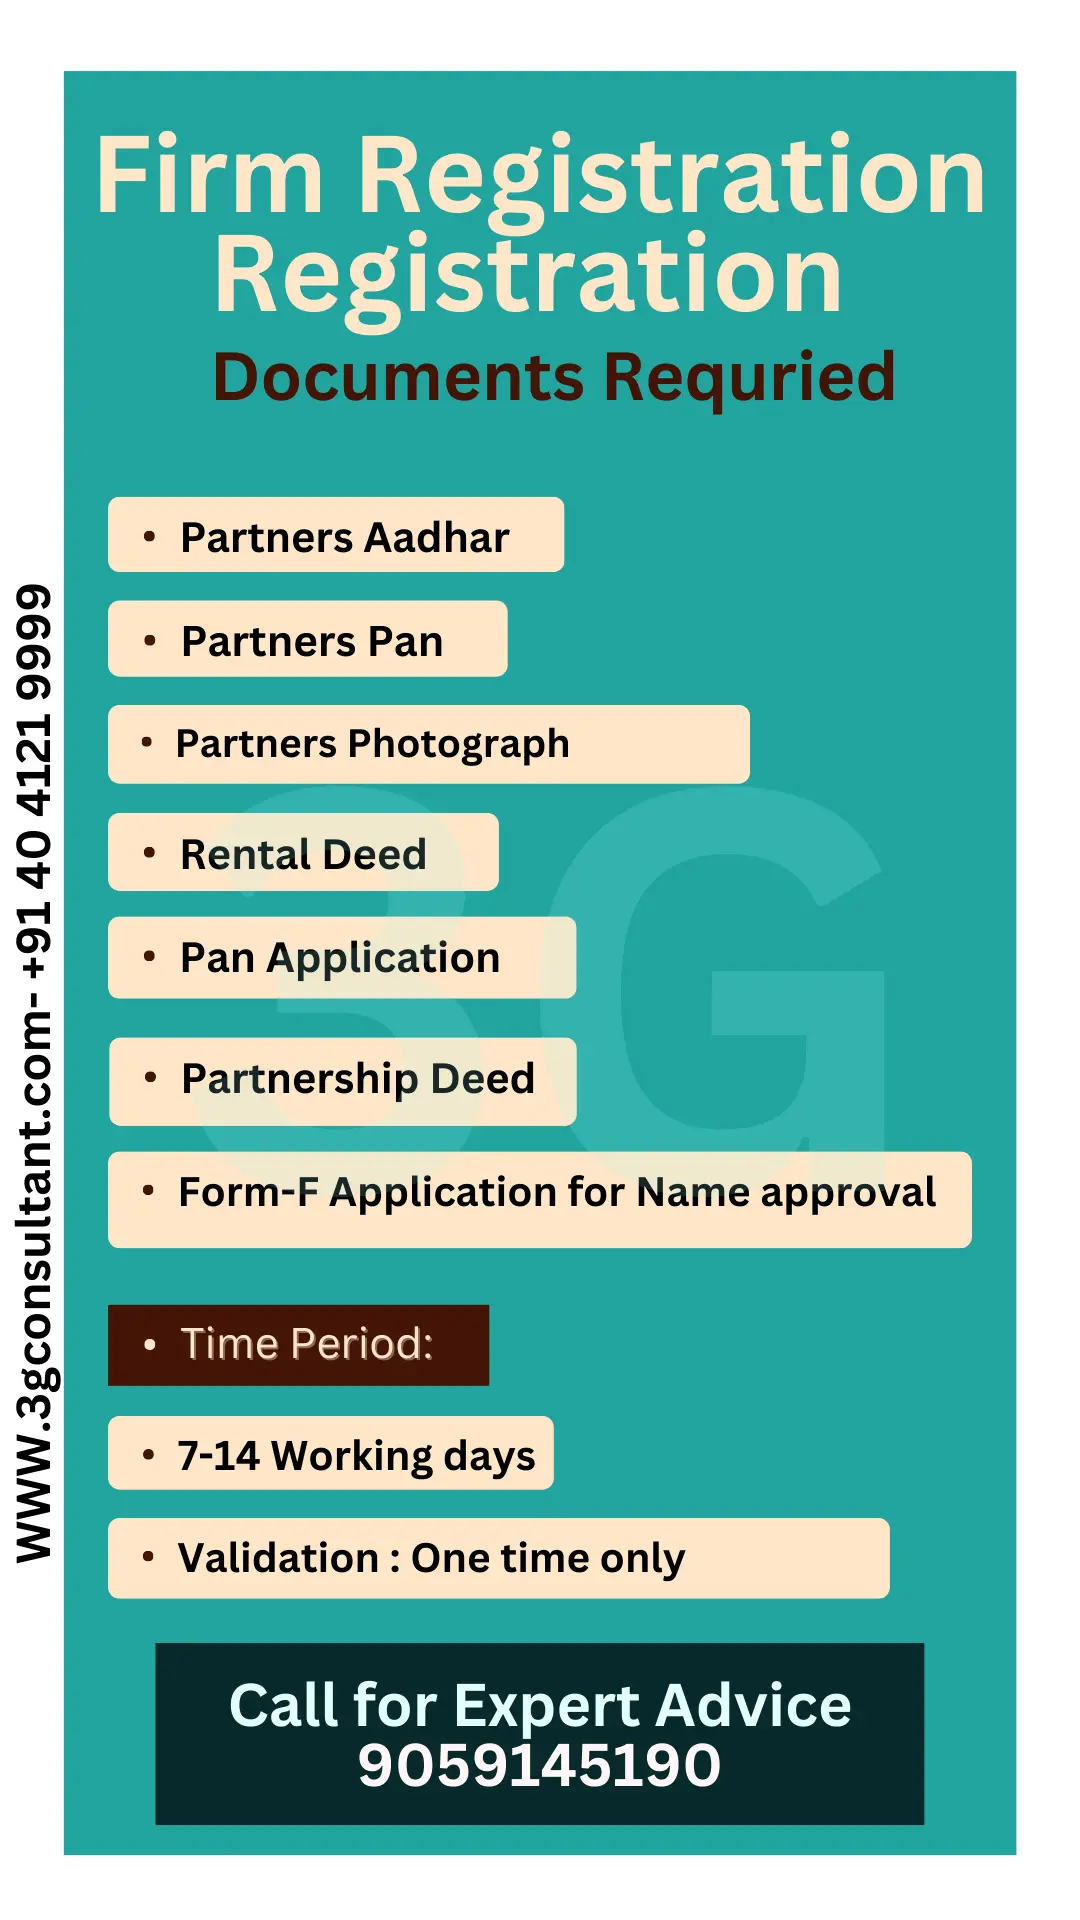 Firm Registration
Registration
Documents Requried
• Partners Aadhar
• Partners Pan
• Partners Photograph
• Rental Deed
• Pan Application
• Partnership Deed
• Form-F Application for Name approval
3G
• Time Period:
• 7-14 Working days
• Validation : One time only
Call for Expert Advice
9059145190
WWW.3gconsultant.com- +91 40 4121 9999